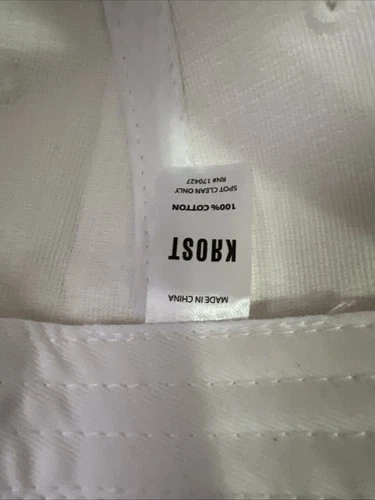 MADE IN CHINA
KROST
100% COTTON
SPOT CLEAN ONLY
RN# 170427